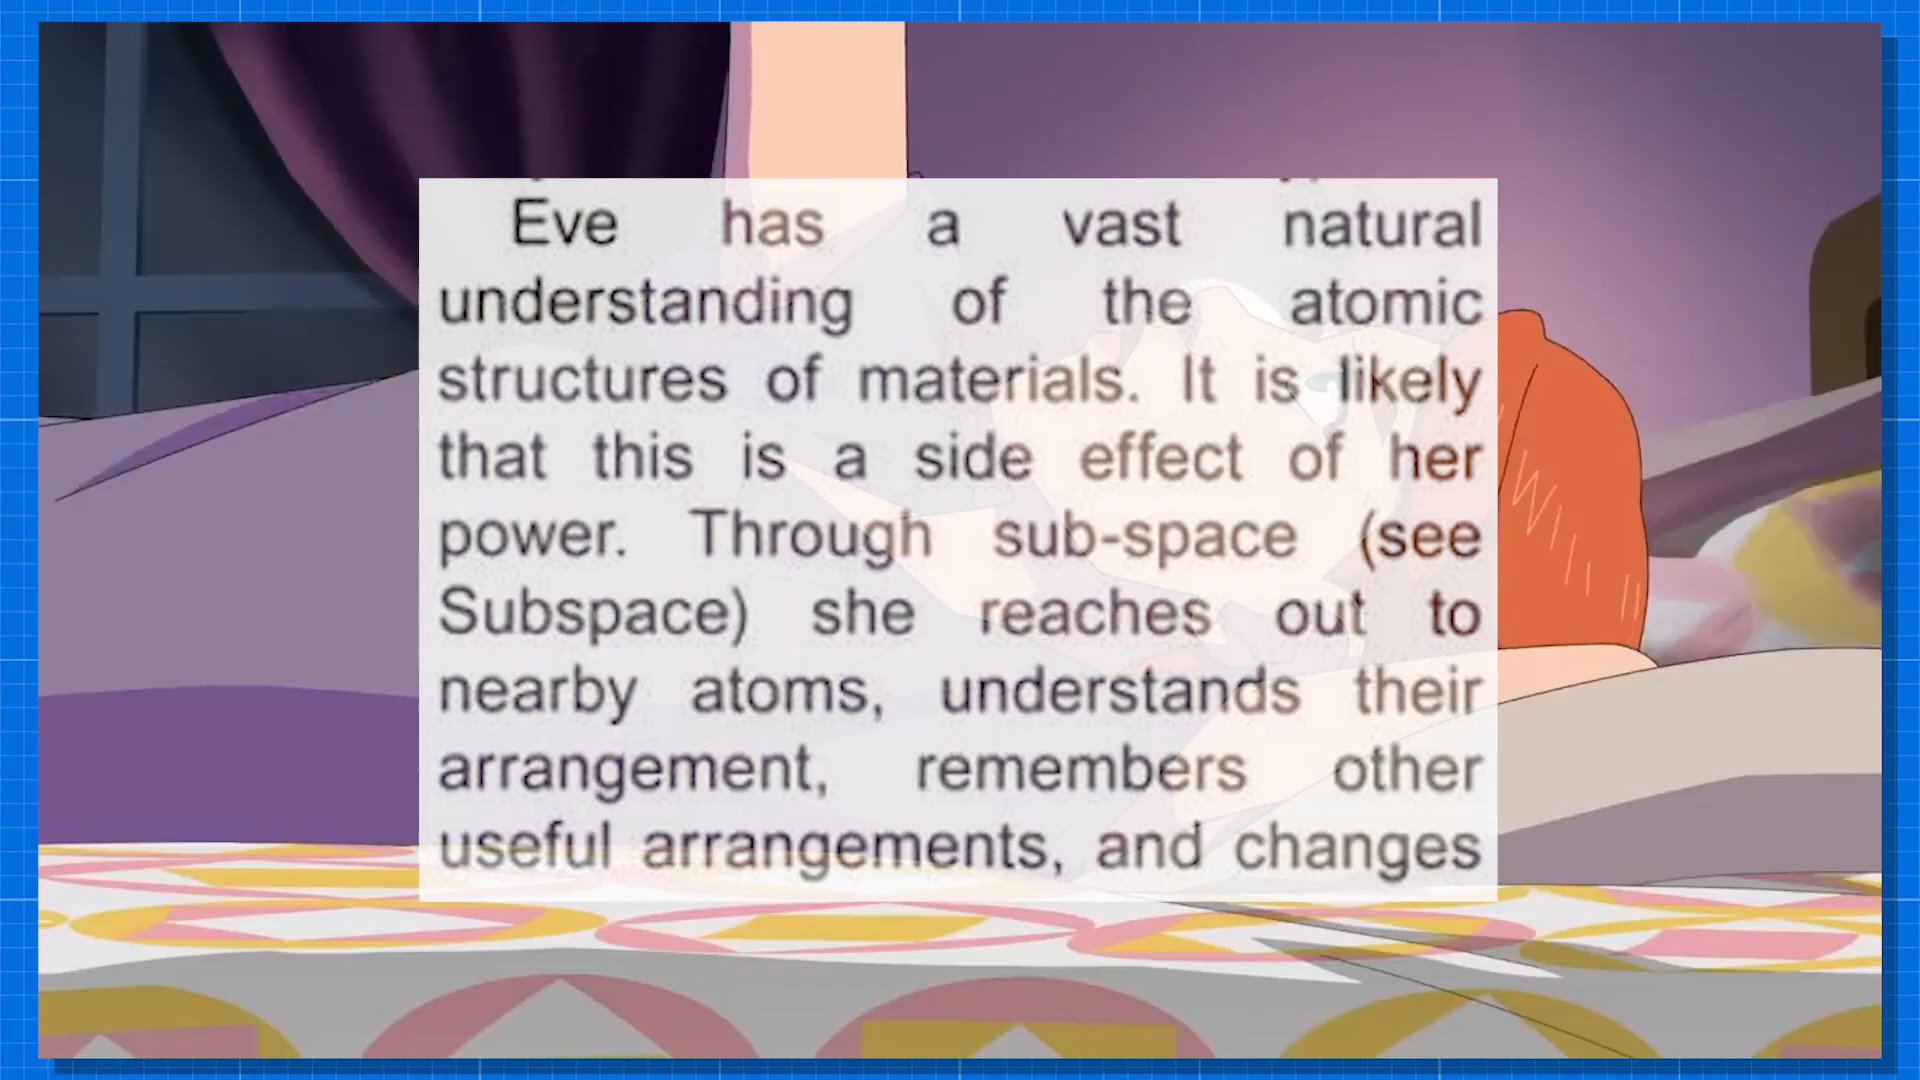 Eve has a vast natural
understanding of the atomic
structures of materials. It is likely
that this is a side effect of her
power. Through sub-space (see
Subspace) she reaches out to
nearby atoms, understands their
arrangement, remembers other
useful arrangements, and changes